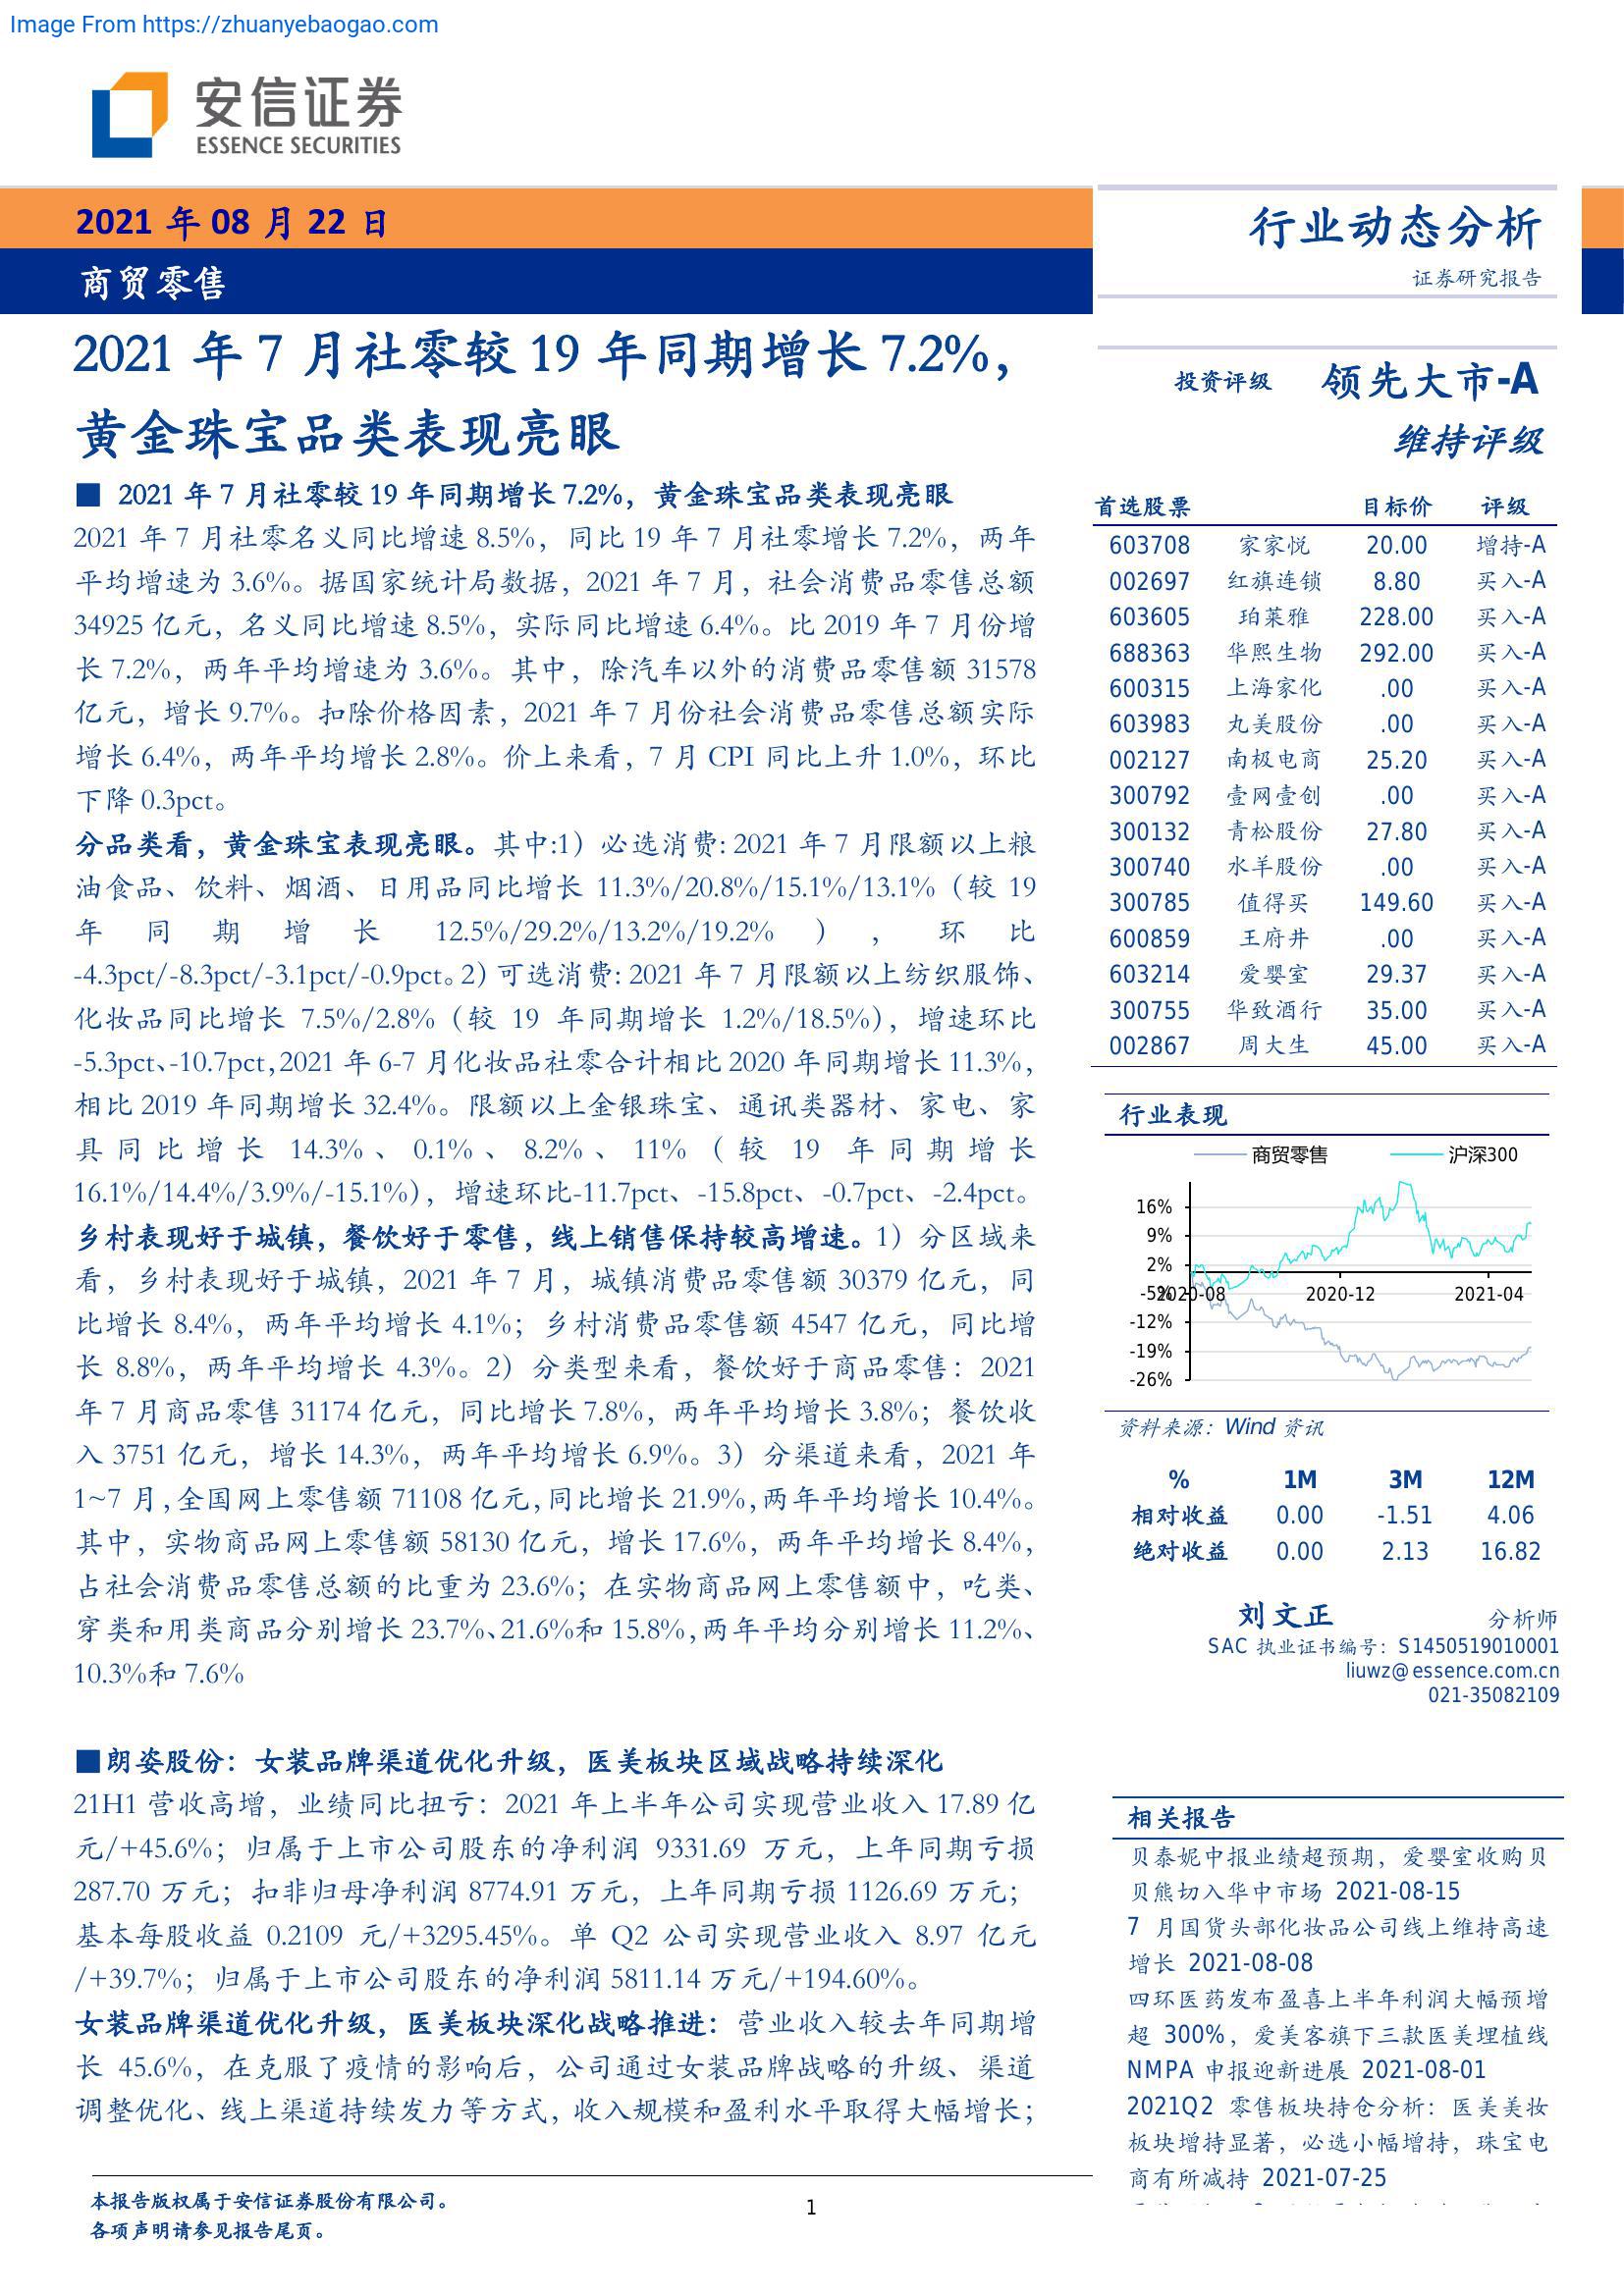 Image From https://zhuanyebaogao.com
安信证券
ESSENCE SECURITIES
2021 年 08 月 22 日
商贸零售
行业动态分析
证券研究报告
2021 年 7 月社零较 19 年同期增长 7.2%，
黄金珠宝品类表现亮眼
■ 2021 年 7 月社零较 19 年同期增长 7.2%，黄金珠宝品类表现亮眼
2021 年 7 月社零名义同比增速 8.5%，同比 19 年 7 月社零增长 7.2%，两年
平均增速为 3.6%。据国家统计局数据，2021 年 7 月，社会消费品零售总额
34925 亿元，名义同比增速 8.5%，实际同比增速 6.4%。比 2019 年 7 月份增
长 7.2%，两年平均增速为 3.6%。其中，除汽车以外的消费品零售额 31578
亿元，增长 9.7%。扣除价格因素，2021 年 7 月份社会消费品零售总额实际
增长 6.4%，两年平均增长 2.8%。价上来看，7 月 CPI 同比上升 1.0%，环比
下降 0.3pct。
分品类看，黄金珠宝表现亮眼。其中:1）必选消费: 2021 年 7 月限额以上粮
油食品、饮料、烟酒、日用品同比增长 11.3%/20.8%/15.1%/13.1%（较 19
年同期增长 12.5%/29.2%/13.2%/19.2%），环比
-4.3pct/-8.3pct/-3.1pct/-0.9pct。2）可选消费: 2021 年 7 月限额以上纺织服饰、
化妆品同比增长 7.5%/2.8%（较 19 年同期增长 1.2%/18.5%），增速环比
-5.3pct、-10.7pct,2021 年 6-7 月化妆品社零合计相比 2020 年同期增长 11.3%，
相比 2019 年同期增长 32.4%。限额以上金银珠宝、通讯类器材、家电、家
具同比增长 14.3%、0.1%、8.2%、11%（较 19 年同期增长
16.1%/14.4%/3.9%/-15.1%），增速环比-11.7pct、-15.8pct、-0.7pct、-2.4pct。
乡村表现好于城镇，餐饮好于零售，线上销售保持较高增速。1）分区域来
看，乡村表现好于城镇，2021 年 7 月，城镇消费品零售额 30379 亿元，同
比增长 8.4%，两年平均增长 4.1%；乡村消费品零售额 4547 亿元，同比增
长 8.8%，两年平均增长 4.3%。2）分类型来看，餐饮好于商品零售：2021
年 7 月商品零售 31174 亿元，同比增长 7.8%，两年平均增长 3.8%；餐饮收
入 3751 亿元，增长 14.3%，两年平均增长 6.9%。3）分渠道来看，2021 年
1~7 月，全国网上零售额 71108 亿元，同比增长 21.9%，两年平均增长 10.4%。
其中，实物商品网上零售额 58130 亿元，增长 17.6%，两年平均增长 8.4%，
占社会消费品零售总额的比重为 23.6%；在实物商品网上零售额中，吃类、
穿类和用类商品分别增长 23.7%、21.6%和 15.8%，两年平均分别增长 11.2%、
10.3%和 7.6%
■朗姿股份：女装品牌渠道优化升级，医美板块区域战略持续深化
21H1 营收高增，业绩同比扭亏：2021 年上半年公司实现营业收入 17.89 亿
元/+45.6%；归属于上市公司股东的净利润 9331.69 万元，上年同期亏损
287.70 万元；扣非归母净利润 8774.91 万元，上年同期亏损 1126.69 万元；
基本每股收益 0.2109 元/+3295.45%。单 Q2 公司实现营业收入 8.97 亿元
/+39.7%；归属于上市公司股东的净利润 5811.14 万元/+194.60%。
女装品牌渠道优化升级，医美板块深化战略推进：营业收入较去年同期增
长 45.6%，在克服了疫情的影响后，公司通过女装品牌战略的升级、渠道
调整优化、线上渠道持续发力等方式，收入规模和盈利水平取得大幅增长；
投资评级 领先大市-A
维持评级
首选股票 目标价 评级
603708 家家悦 20.00 增持-A
002697 红旗连锁 8.80 买入-A
603605 珀莱雅 228.00 买入-A
688363 华熙生物 292.00 买入-A
600315 上海家化 .00 买入-A
603983 丸美股份 .00 买入-A
002127 南极电商 25.20 买入-A
300792 壹网壹创 .00 买入-A
300132 青松股份 27.80 买入-A
300740 水羊股份 .00 买入-A
300785 值得买 149.60 买入-A
600859 王府井 .00 买入-A
603214 爱婴室 29.37 买入-A
300755 华致酒行 35.00 买入-A
002867 周大生 45.00 买入-A
行业表现
商贸零售 沪深300
16%
9%
2%
-5%
-12%
-19%
-26%
2020-08 2020-12 2021-04
资料来源：Wind 资讯
% 1M 3M 12M
相对收益 0.00 -1.51 4.06
绝对收益 0.00 2.13 16.82
刘文正 分析师
SAC 执业证书编号：S1450519010001
liuwz@essence.com.cn
021-35082109
相关报告
贝泰妮中报业绩超预期，爱婴室收购贝
贝熊切入华中市场 2021-08-15
7 月国货头部化妆品公司线上维持高速
增长 2021-08-08
四环医药发布盈喜上半年利润大幅预增
超 300%，爱美客旗下三款医美埋植线
NMPA 申报迎新进展 2021-08-01
2021Q2 零售板块持仓分析：医美美妆
板块增持显著，必选小幅增持，珠宝电
商有所减持 2021-07-25
本报告版权属于安信证券股份有限公司。
各项声明请参见报告尾页。
1